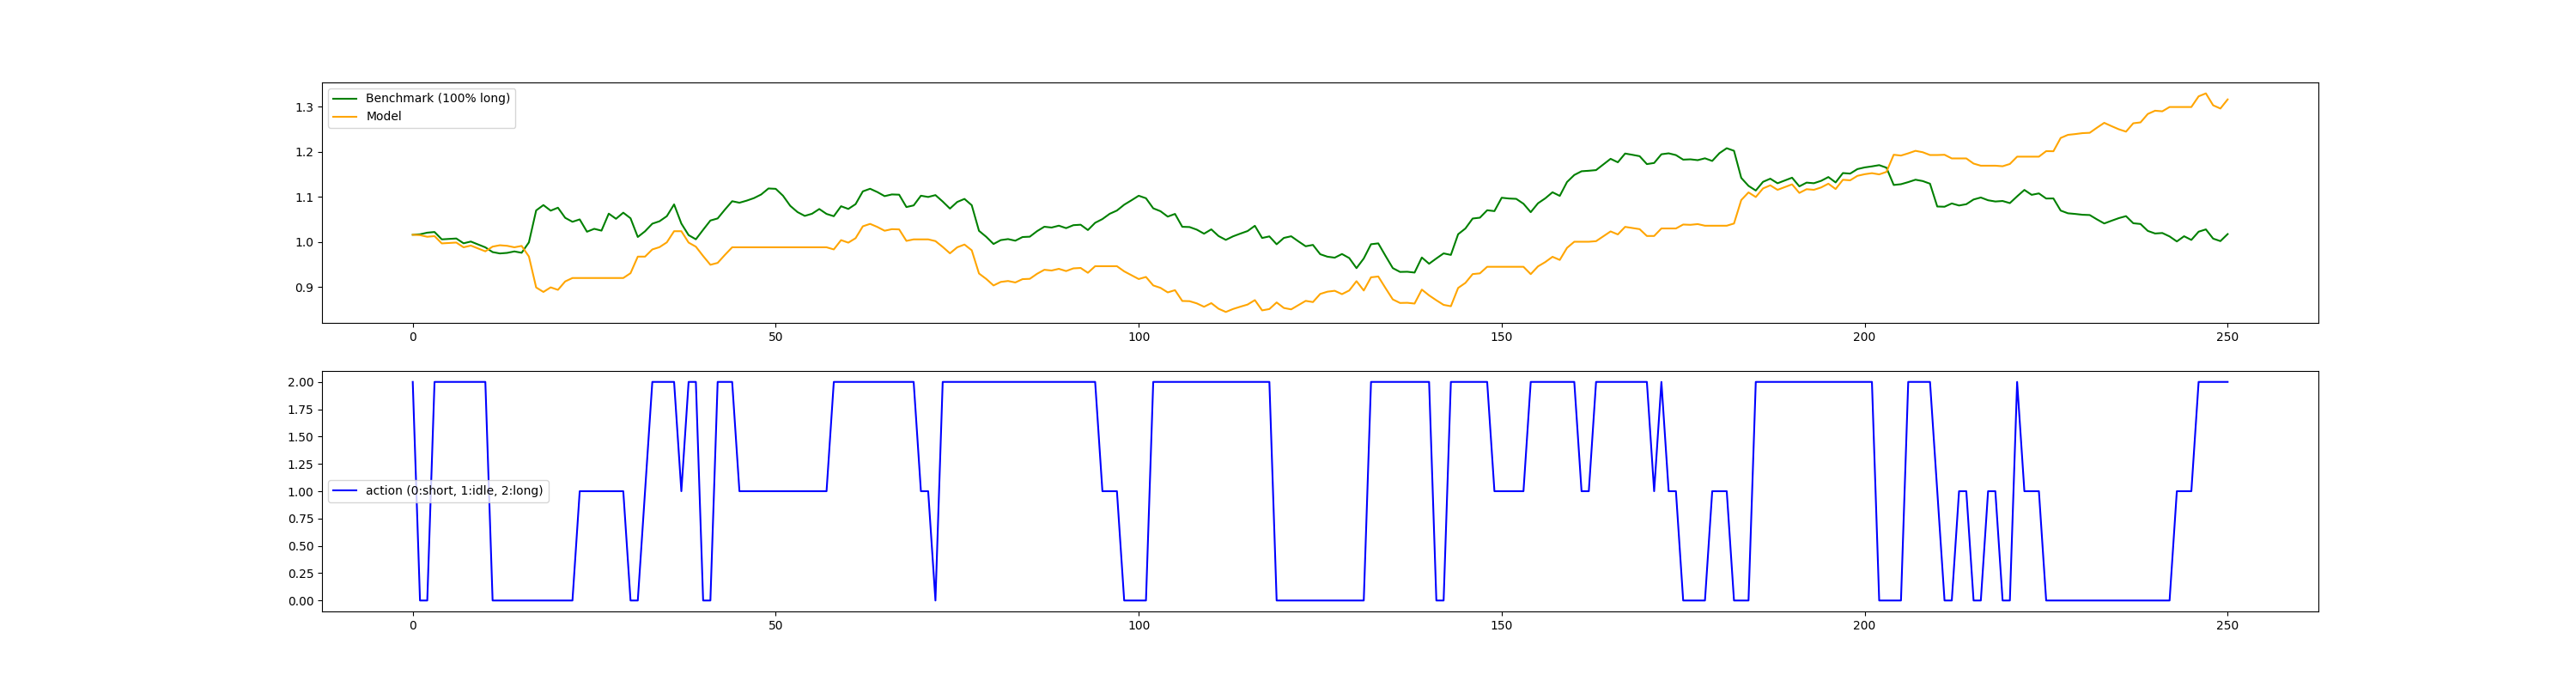 Benchmark (100% long)
Model
1.3
1.2
1.1
1.0
0.9
0 50 100 150 200 250
2.00
1.75
1.50
1.25
1.00
0.75
0.50
0.25
0.00
action (0:short, 1:idle, 2:long)
0 50 100 150 200 250